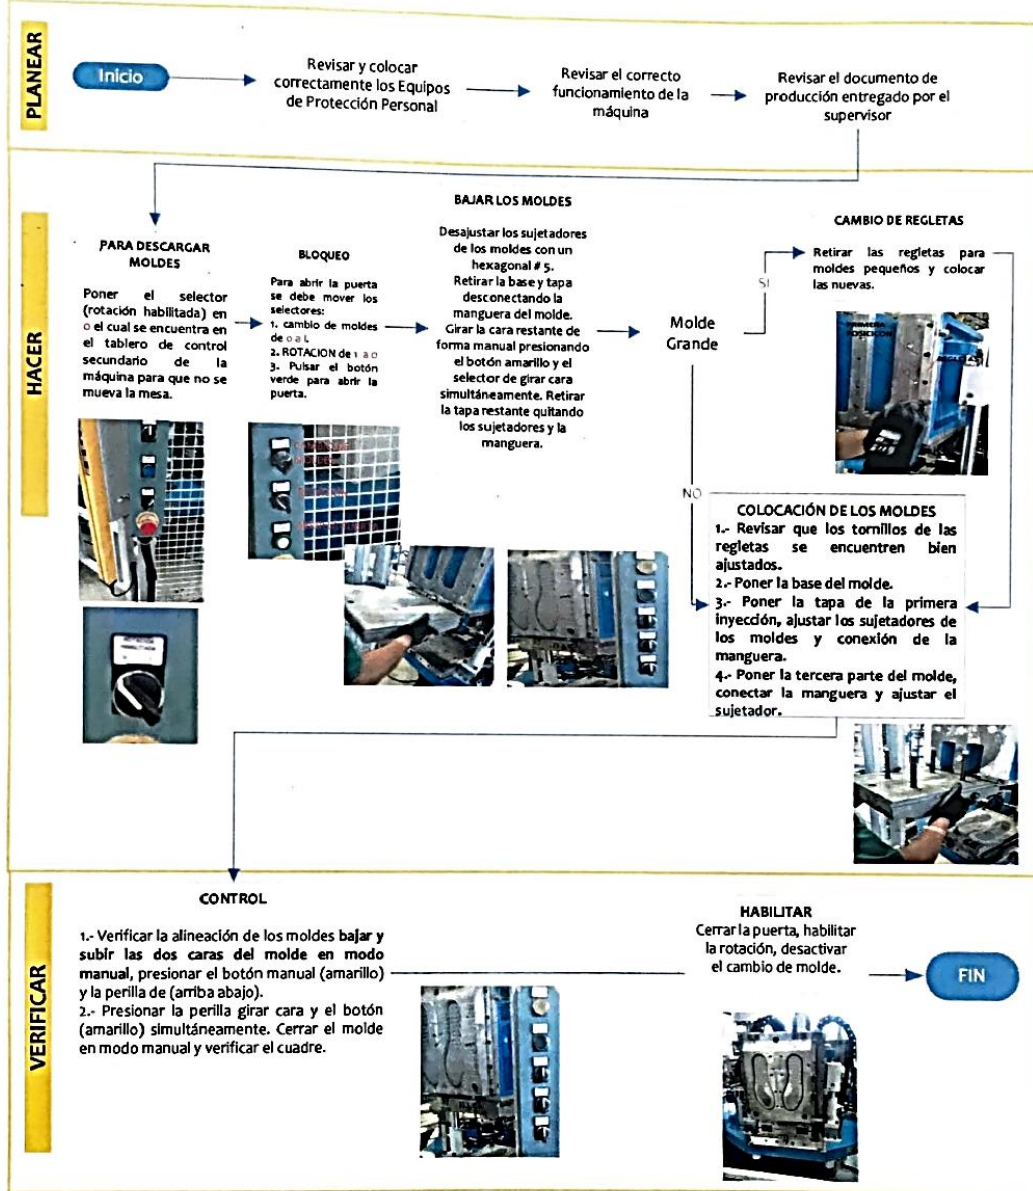 PLANEAR
Inicio
Revisar y colocar
correctamente los Equipos
de Protección Personal
Revisar el correcto
funcionamiento de la
máquina
Revisar el documento de
producción entregado por el
supervisor
HACER
PARA DESCARGAR
MOLDES
Poner el selector
(rotación habilitada) en
o el cual se encuentra en
el tablero de control
secundario de la
máquina para que no se
mueva la mesa.
BLOQUEO
Para abrir la puerta
se debe mover los
selectores:
1. cambio de moldes
de o a I.
2. ROTACION de 1 a o
3. Pulsar el botón
verde para abrir la
puerta.
BAJAR LOS MOLDES
Desajustar los sujetadores
de los moldes con un
hexagonal # 5.
Retirar la base y tapa
desconectando la
manguera del molde.
Girar la cara restante de
forma manual presionando
el botón amarillo y el
selector de girar cara
simultáneamente. Retirar
la tapa restante quitando
los sujetadores y la
manguera.
Molde
Grande
SI
NO
CAMBIO DE REGLETAS
Retirar las regletas para
moldes pequeños y colocar
las nuevas.
PRIMERA
POSICICON
REGLETAS
COLOCACIÓN DE LOS MOLDES
1.- Revisar que los tornillos de las
regletas se encuentren bien
ajustados.
2.- Poner la base del molde.
3.- Poner la tapa de la primera
inyección, ajustar los sujetadores de
los moldes y conexión de la
manguera.
4.- Poner la tercera parte del molde,
conectar la manguera y ajustar el
sujetador.
VERIFICAR
CONTROL
1.- Verificar la alineación de los moldes bajar y
subir las dos caras del molde en modo
manual, presionar el botón manual (amarillo)
y la perilla de (arriba abajo).
2.- Presionar la perilla girar cara y el botón
(amarillo) simultáneamente. Cerrar el molde
en modo manual y verificar el cuadre.
HABILITAR
Cerrar la puerta, habilitar
la rotación, desactivar
el cambio de molde.
FIN